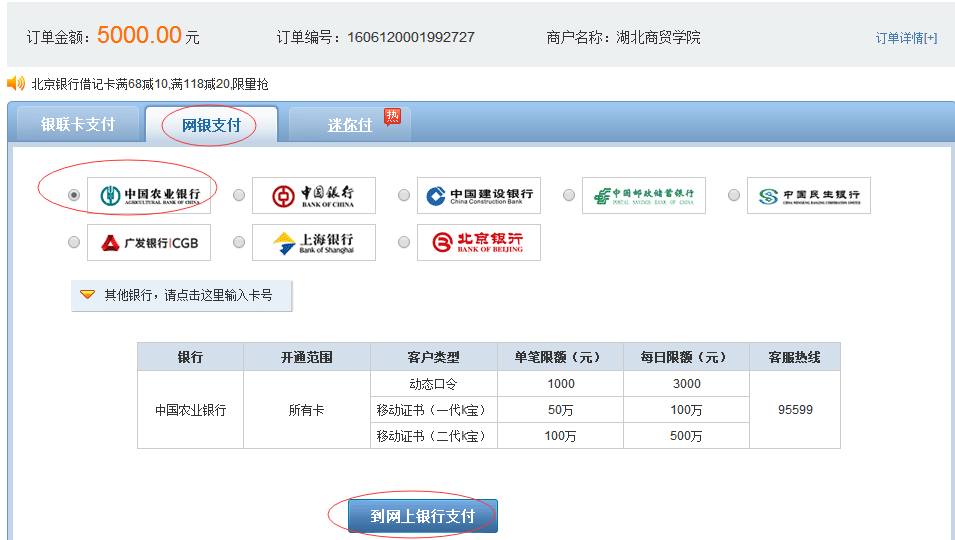 订单金额：5000.00元 订单编号：1606120001992727 商户名称：湖北商贸学院 订单详情[+]
北京银行借记卡满68减10,满118减20,限量抢
银联卡支付 网银支付 迷你付 热
中国农业银行 AGRICULTURAL BANK OF CHINA 中国银行 BANK OF CHINA 中国建设银行 China Construction Bank 中国邮政储蓄银行 POSTAL SAVINGS BANK OF CHINA 中国民生银行 CHINA MINSHENG BANKING CORPORATION LIMITED
广发银行|CGB 上海银行 Bank of Shanghai 北京银行 BANK OF BEIJING
其他银行，请点击这里输入卡号
银行 开通范围 客户类型 单笔限额（元） 每日限额（元） 客服热线
动态口令 1000 3000
中国农业银行 所有卡 移动证书（一代k宝） 50万 100万 95599
移动证书（二代k宝） 100万 500万
到网上银行支付